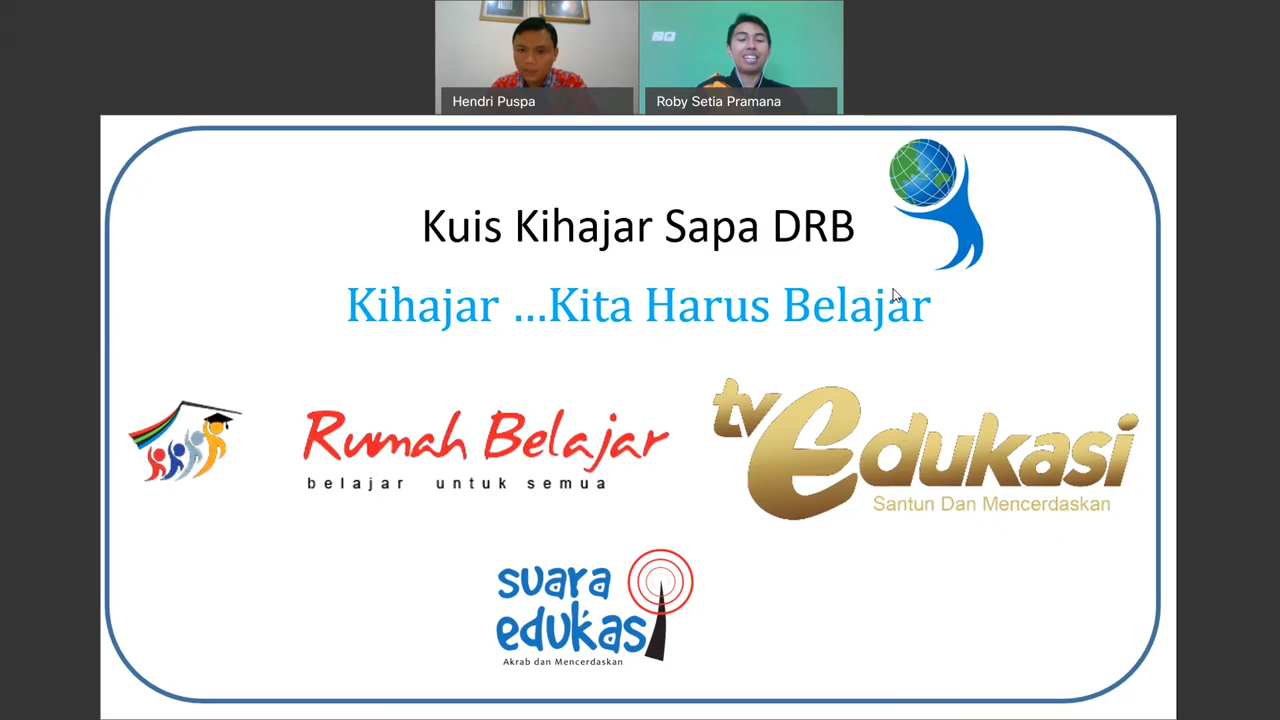 Hendri Puspa
Roby Setia Pramana
Kuis Kihajar Sapa DRB
Kihajar ...Kita Harus Belajar
Rumah Belajar
belajar untuk semua
tv Edukasi
Santun Dan Mencerdaskan
suara
edukasi
Akrab dan Mencerdaskan